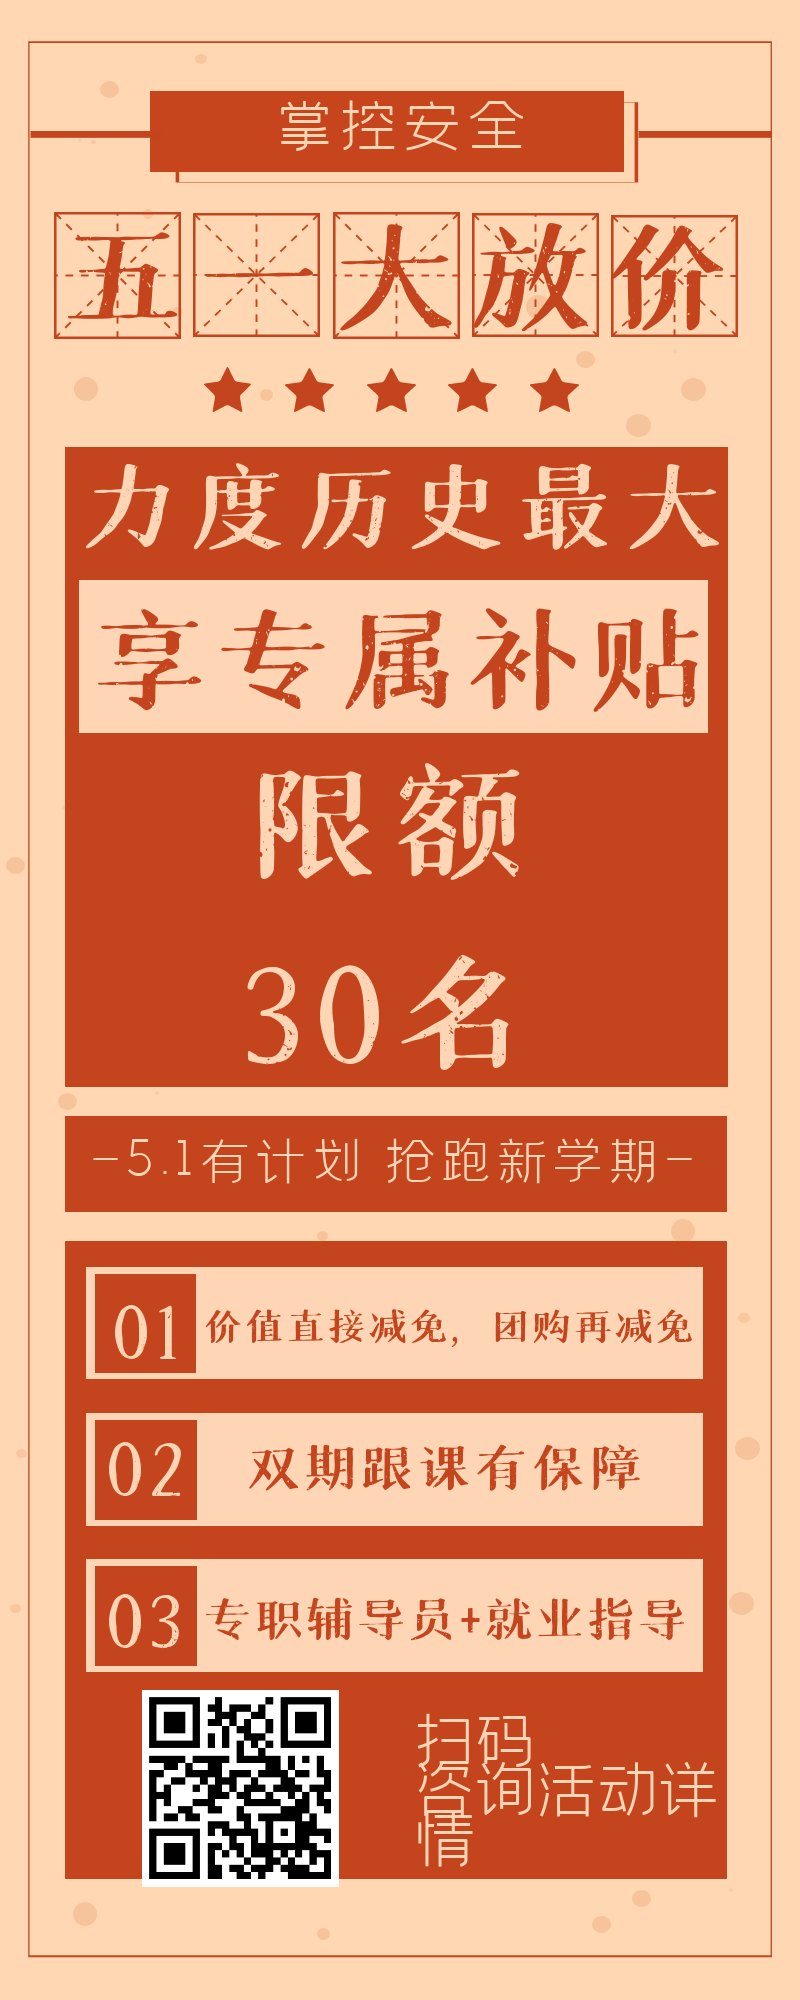 掌控安全
五一大放价
力度历史最大
享专属补贴
限额
30名
-5.1有计划 抢跑新学期-
01 价值直接减免，团购再减免
02 双期跟课有保障
03 专职辅导员+就业指导
扫码
咨询活动详
情